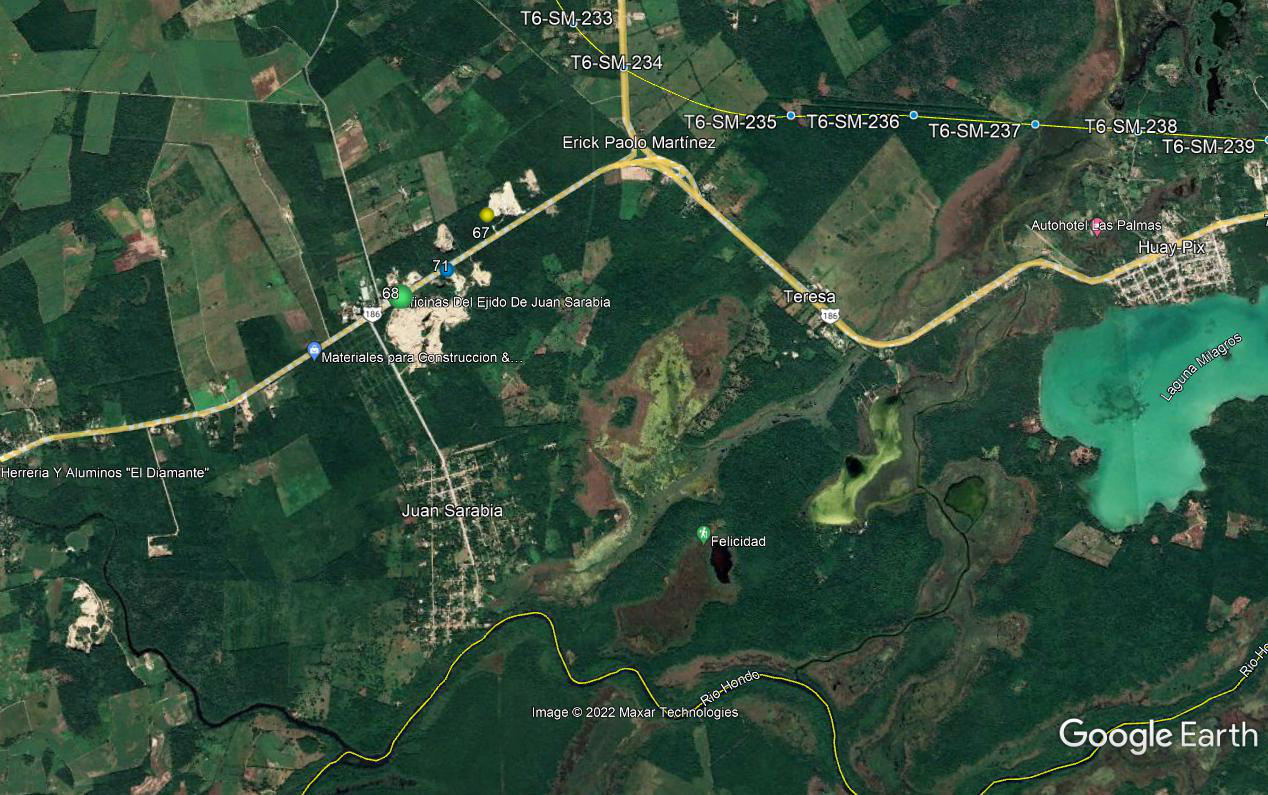 T6-SM-233
T6-SM-234
T6-SM-235
T6-SM-236
T6-SM-237
T6-SM-238
T6-SM-239
Erick Paolo Martínez
67
71
68
Oficinas Del Ejido De Juan Sarabia
186
Materiales para Construccion &...
Herreria Y Aluminos "El Diamante"
Juan Sarabia
Teresa
186
Autohotel Las Palmas
Huay-Pix
7
Laguna Milagros
Felicidad
Rio-Hondo
Rio-Ho
Image © 2022 Maxar Technologies
Google Earth